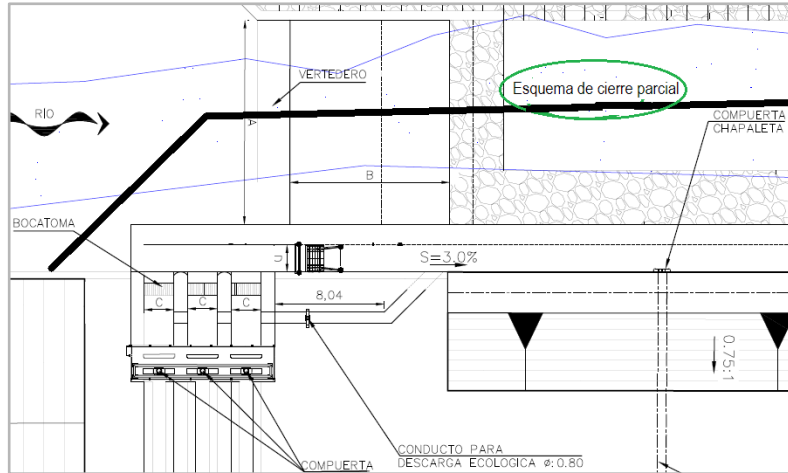 VERTEDERO
Esquema de cierre parcial
RÍO
A
COMPUERTA
CHAPALETA
B
BOCATOMA
D
S=3.0%
C
C
C
8,04
0.75:1
COMPUERTA
CONDUCTO PARA
DESCARGA ECOLOGICA ø:0.80